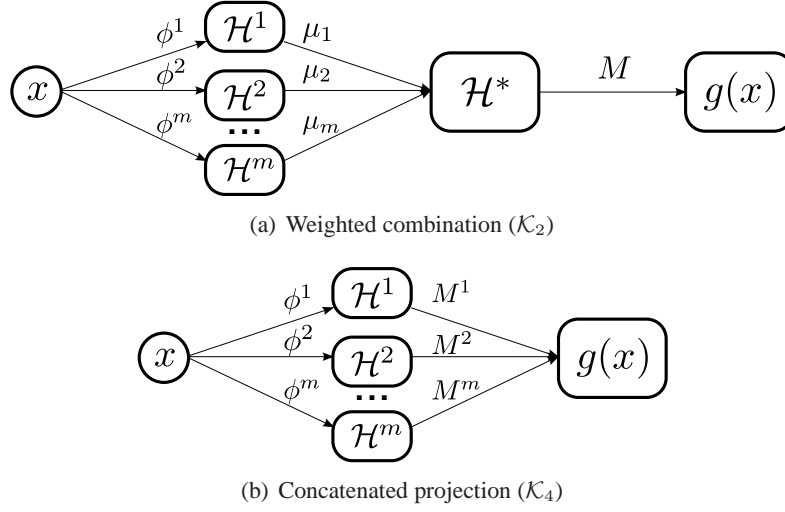 ϕ¹ ℋ¹ μ₁
x ϕ² ℋ² μ₂ ℋ* M g(x)
...
ϕᵐ ℋᵐ μₘ
(a) Weighted combination (𝒦₂)
ϕ¹ ℋ¹ M¹
x ϕ² ℋ² M² g(x)
...
ϕᵐ ℋᵐ Mᵐ
(b) Concatenated projection (𝒦₄)